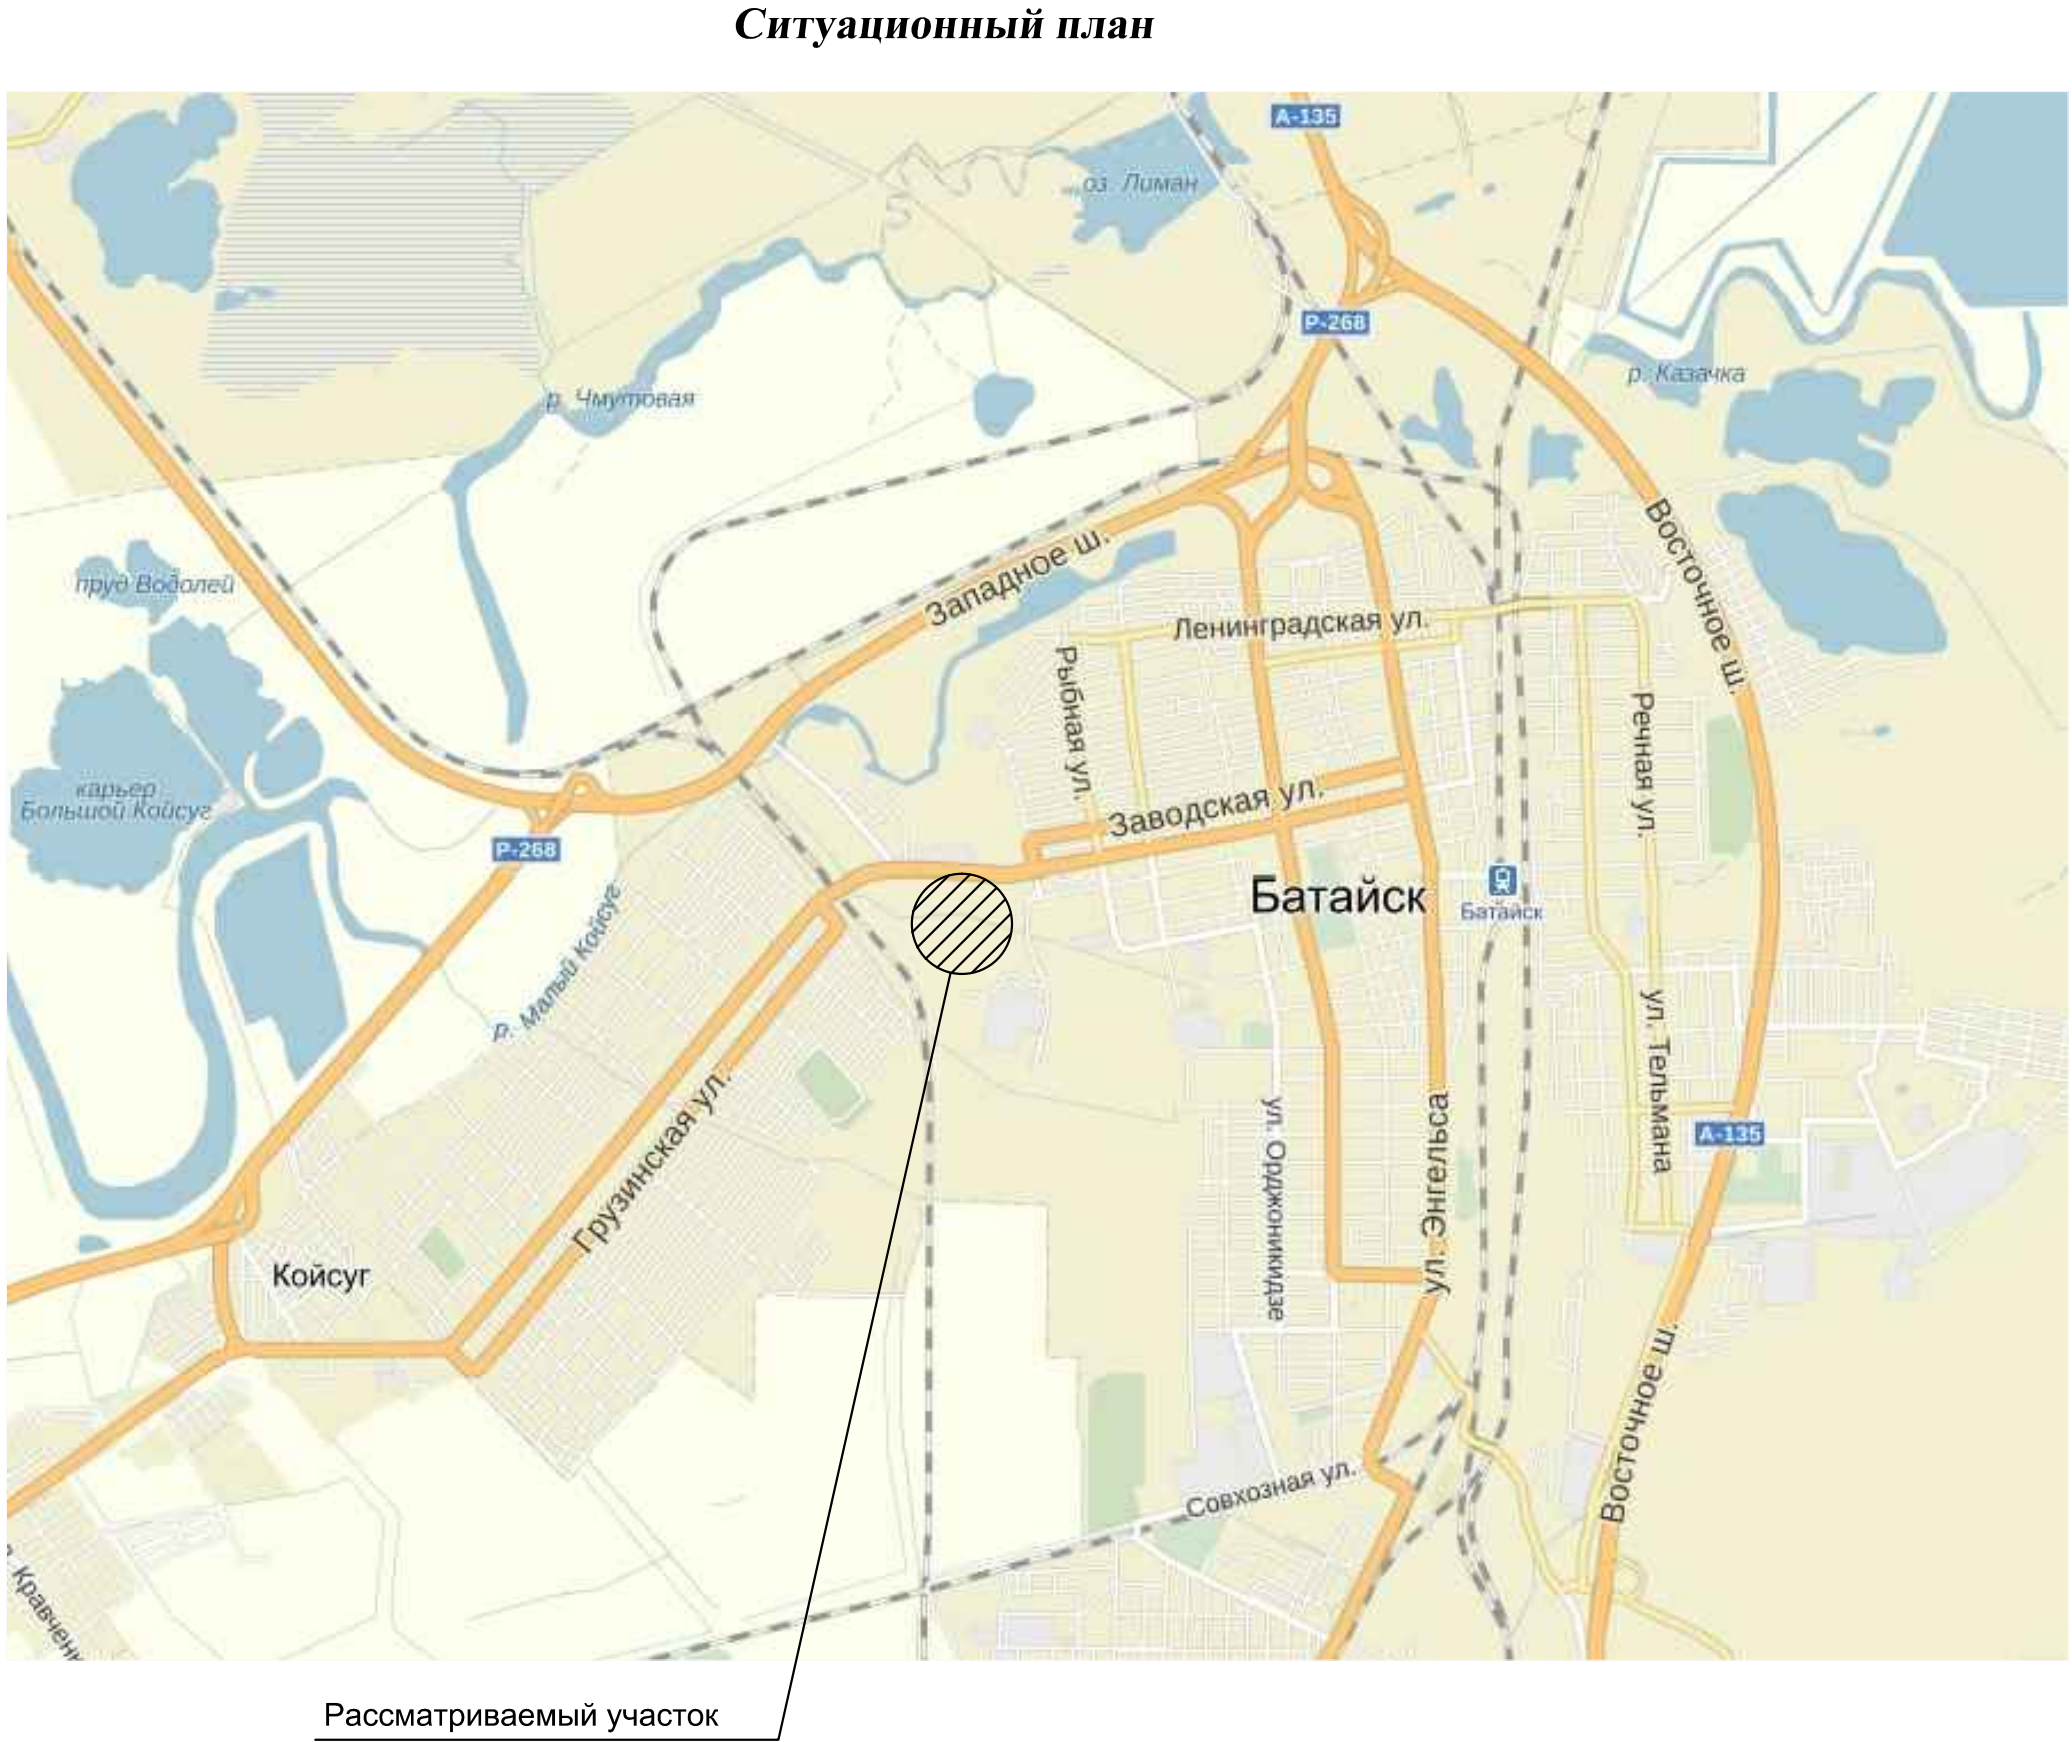 Ситуационный план
А-135
оз. Лиман
Р-268
р. Казачка
р. Чмутовая
Восточное ш.
Западное ш.
пруд Водолей
Ленинградская ул.
Рыбная ул.
Речная ул.
карьер
Большой Койсуг
Заводская ул.
Р-268
Батайск
Батайск
р. Малый Койсуг
ул. Тельмана
Грузинская ул.
ул. Орджоникидзе
ул. Энгельса
А-135
Койсуг
Восточное ш.
Совхозная ул.
Рассматриваемый участок